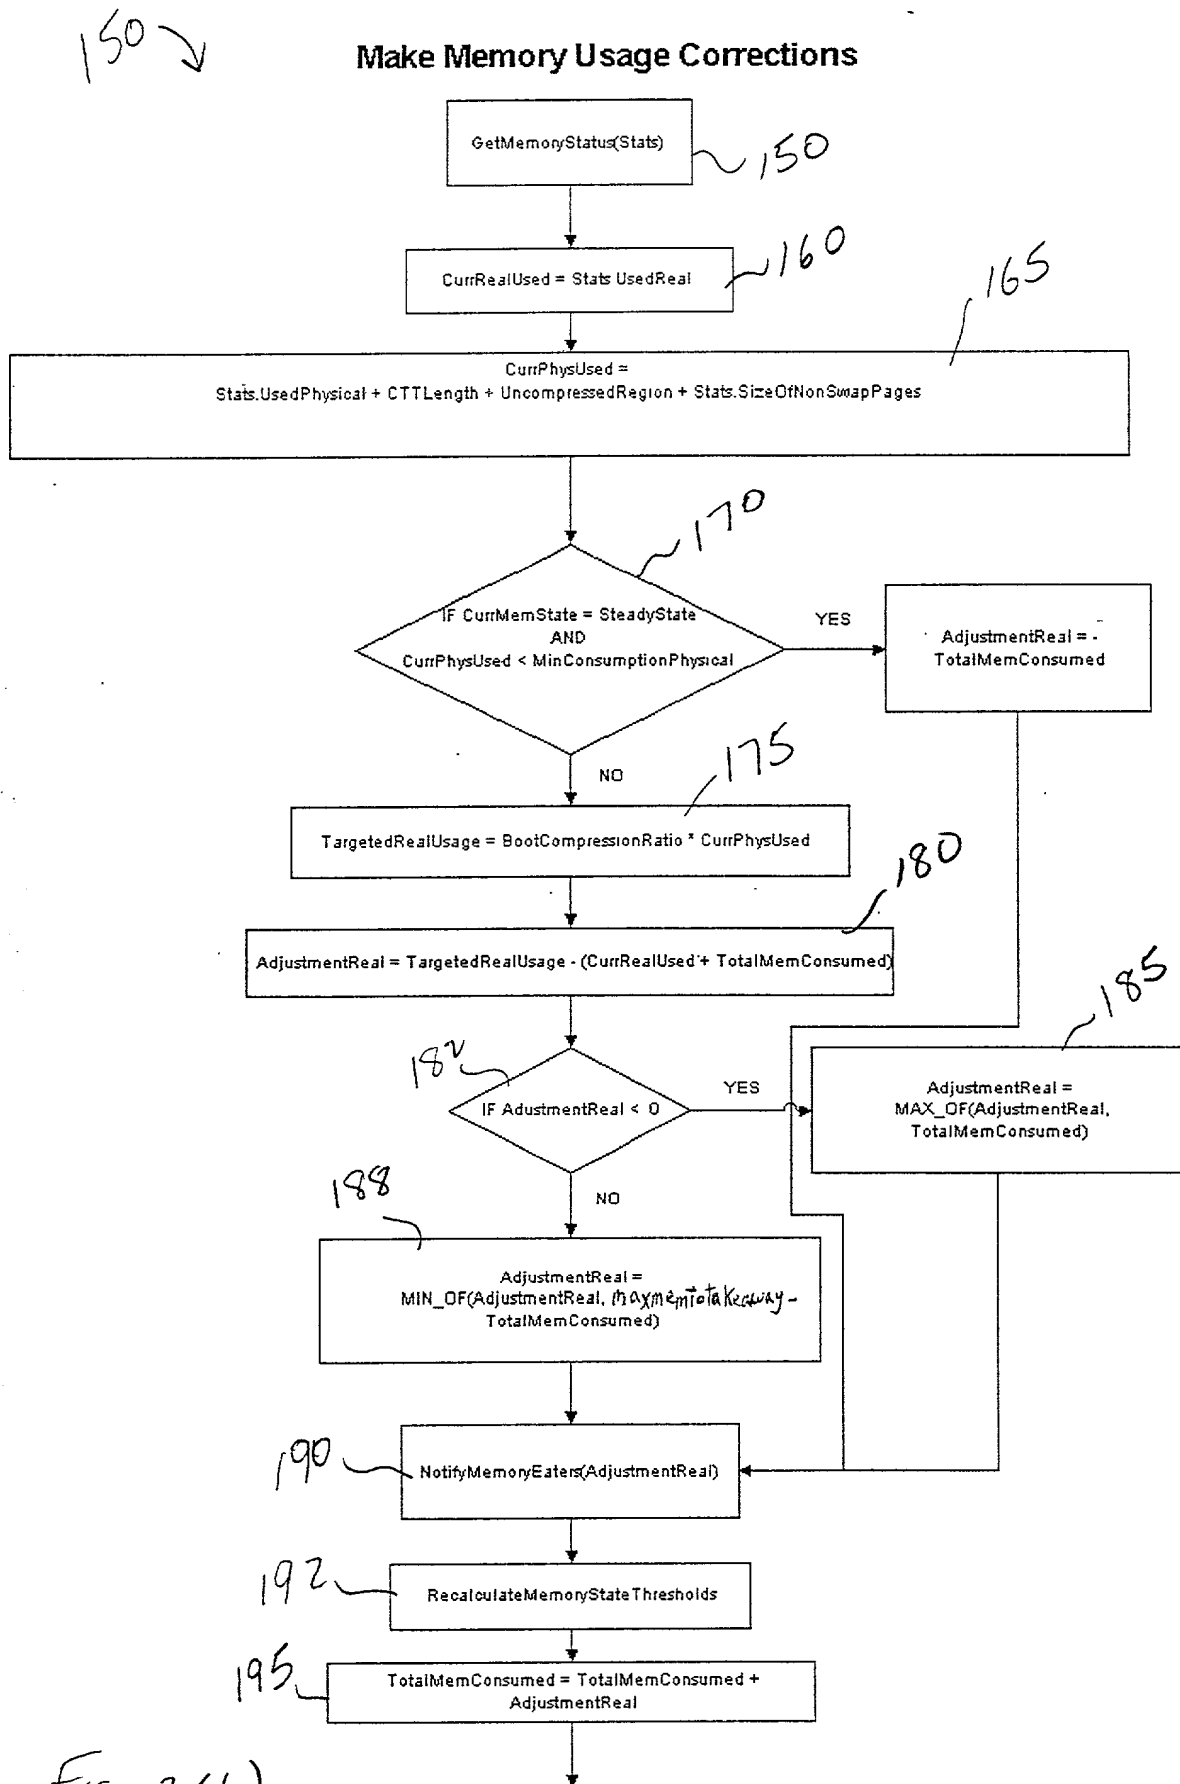 150
Make Memory Usage Corrections
GetMemoryStatus(Stats)
150
CurrRealUsed = Stats.UsedReal
160
165
CurrPhysUsed =
Stats.UsedPhysical + CTTLength + UncompressedRegion + Stats.SizeOfNonSwapPages
170
IF CurrMemState = SteadyState
AND
CurrPhysUsed < MinConsumptionPhysical
YES
AdjustmentReal = -
TotalMemConsumed
NO
175
TargetedRealUsage = BootCompressionRatio * CurrPhysUsed
180
AdjustmentReal = TargetedRealUsage - (CurrRealUsed + TotalMemConsumed)
185
182
IF AdustmentReal < 0
YES
AdjustmentReal =
MAX_OF(AdjustmentReal,
TotalMemConsumed)
NO
188
AdjustmentReal =
MIN_OF(AdjustmentReal, maxmemtotakeaway -
TotalMemConsumed)
190
NotifyMemoryEaters(AdjustmentReal)
192
RecalculateMemoryStateThresholds
195
TotalMemConsumed = TotalMemConsumed +
AdjustmentReal